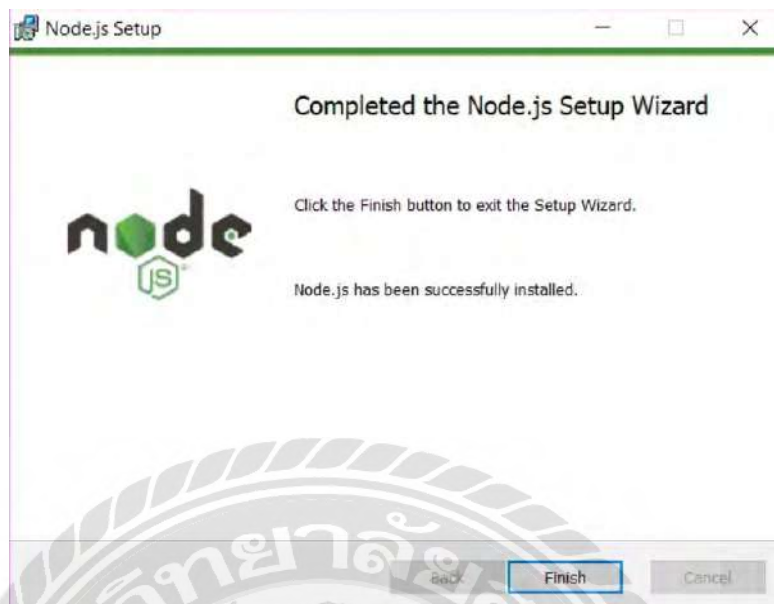 Node.js Setup
Completed the Node.js Setup Wizard
node
JS
Click the Finish button to exit the Setup Wizard.
Node.js has been successfully installed.
Back
Finish
Cancel